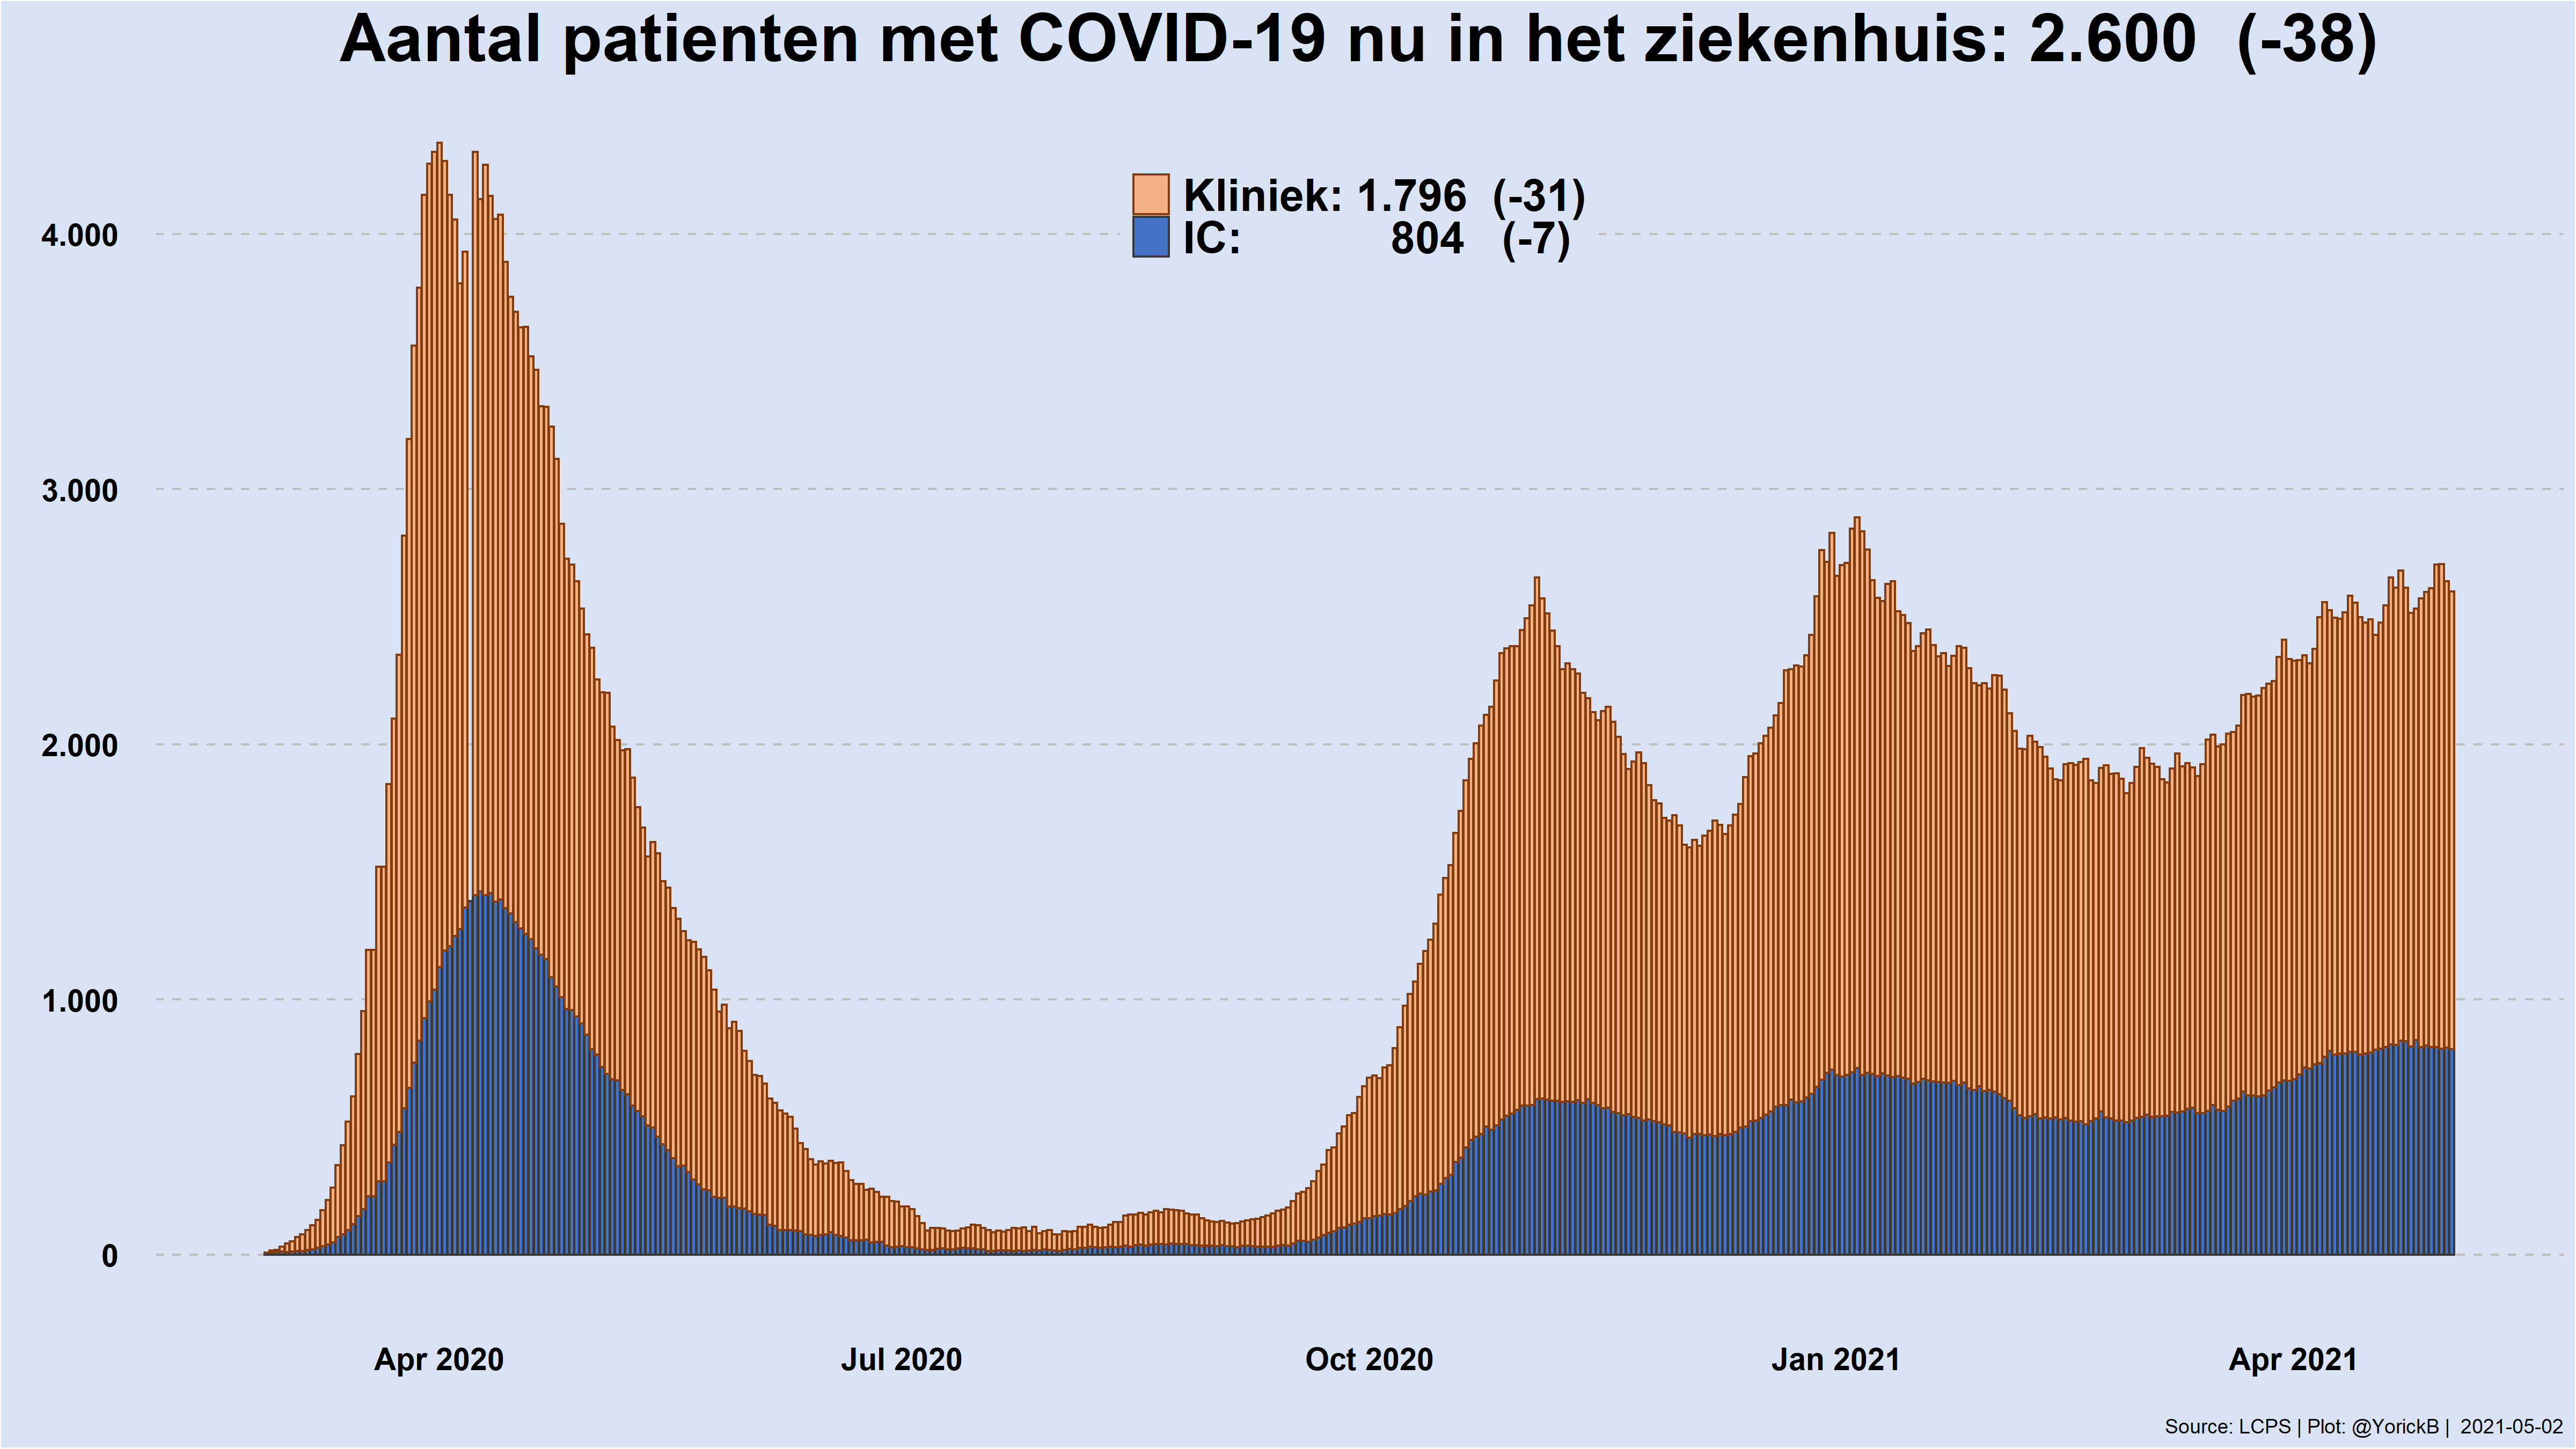 Aantal patienten met COVID-19 nu in het ziekenhuis: 2.600 (-38)
Kliniek: 1.796 (-31)
IC: 804 (-7)
4.000
3.000
2.000
1.000
0
Apr 2020 Jul 2020 Oct 2020 Jan 2021 Apr 2021
Source: LCPS | Plot: @YorickB | 2021-05-02